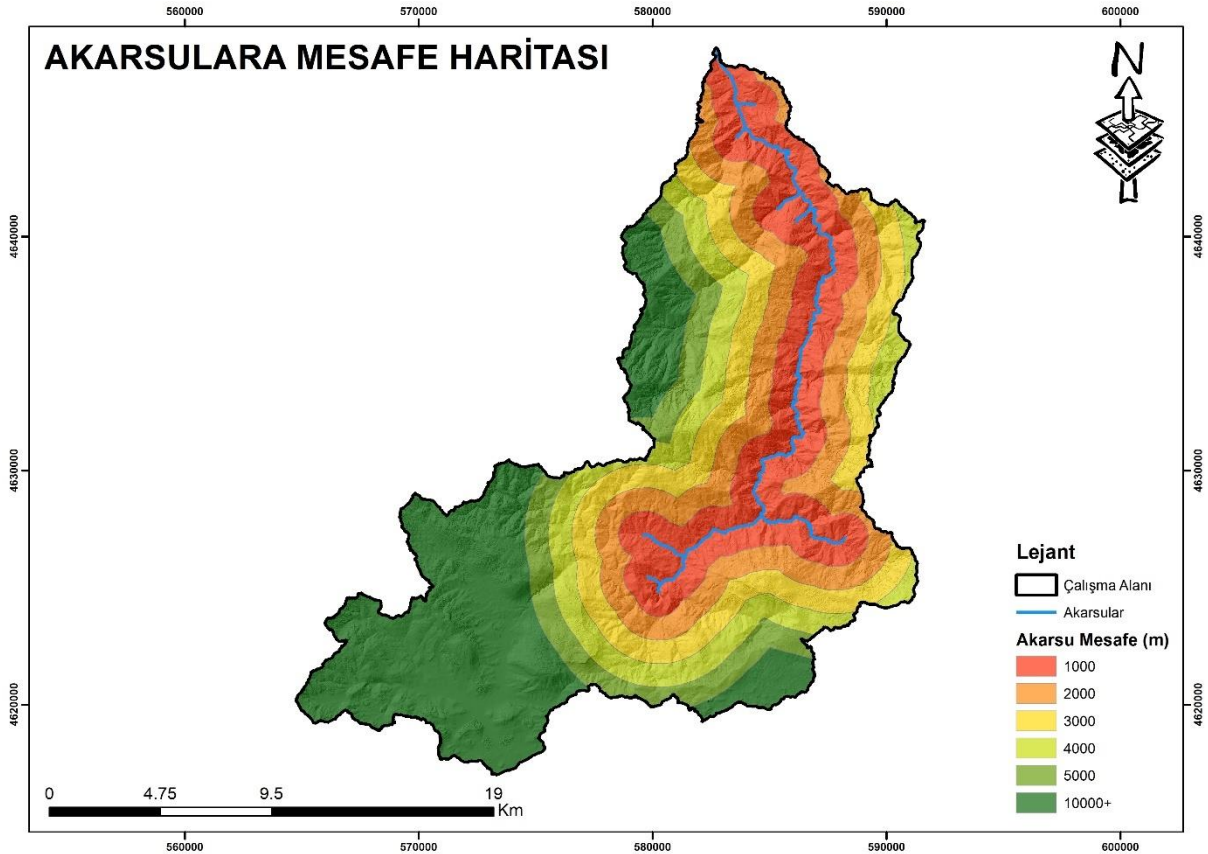 560000 570000 580000 590000 600000
AKARSULARA MESAFE HARİTASI
N
4640000 4640000
4630000 4630000
4620000 4620000
Lejant
Çalışma Alanı
Akarsular
Akarsu Mesafe (m)
1000
2000
3000
4000
5000
10000+
0 4.75 9.5 19
Km
560000 570000 580000 590000 600000